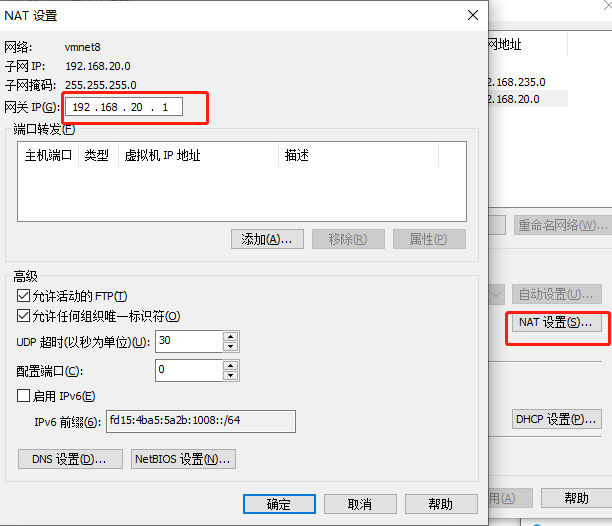 NAT 设置
网络: vmnet8
子网 IP: 192.168.20.0
子网掩码: 255.255.255.0
网关 IP(G): 192 . 168 . 20 . 1
端口转发(F)
主机端口 类型 虚拟机 IP 地址 描述
添加(A)... 移除(R) 属性(P)
高级
允许活动的 FTP(T)
允许任何组织唯一标识符(O)
UDP 超时(以秒为单位)(U): 30
配置端口(C): 0
启用 IPv6(E)
IPv6 前缀(6): fd15:4ba5:5a2b:1008::/64
DNS 设置(D)... NetBIOS 设置(N)...
确定 取消 帮助
网地址
2.168.235.0
2.168.20.0
重命名网络(W)...
自动设置(U)...
NAT 设置(S)...
DHCP 设置(P)...
用(A) 帮助